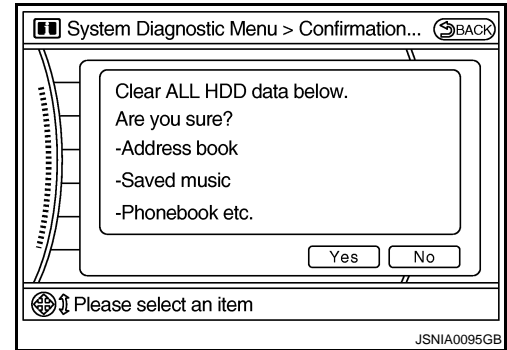 System Diagnostic Menu > Confirmation... BACK
Clear ALL HDD data below.
Are you sure?
-Address book
-Saved music
-Phonebook etc.
Yes No
Please select an item
JSNIA0095GB